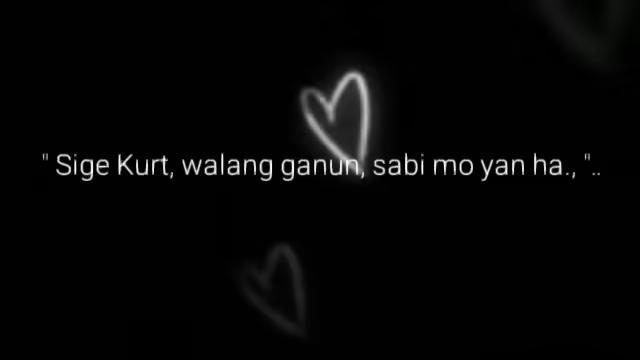 " Sige Kurt, walang ganun, sabi mo yan ha., "..